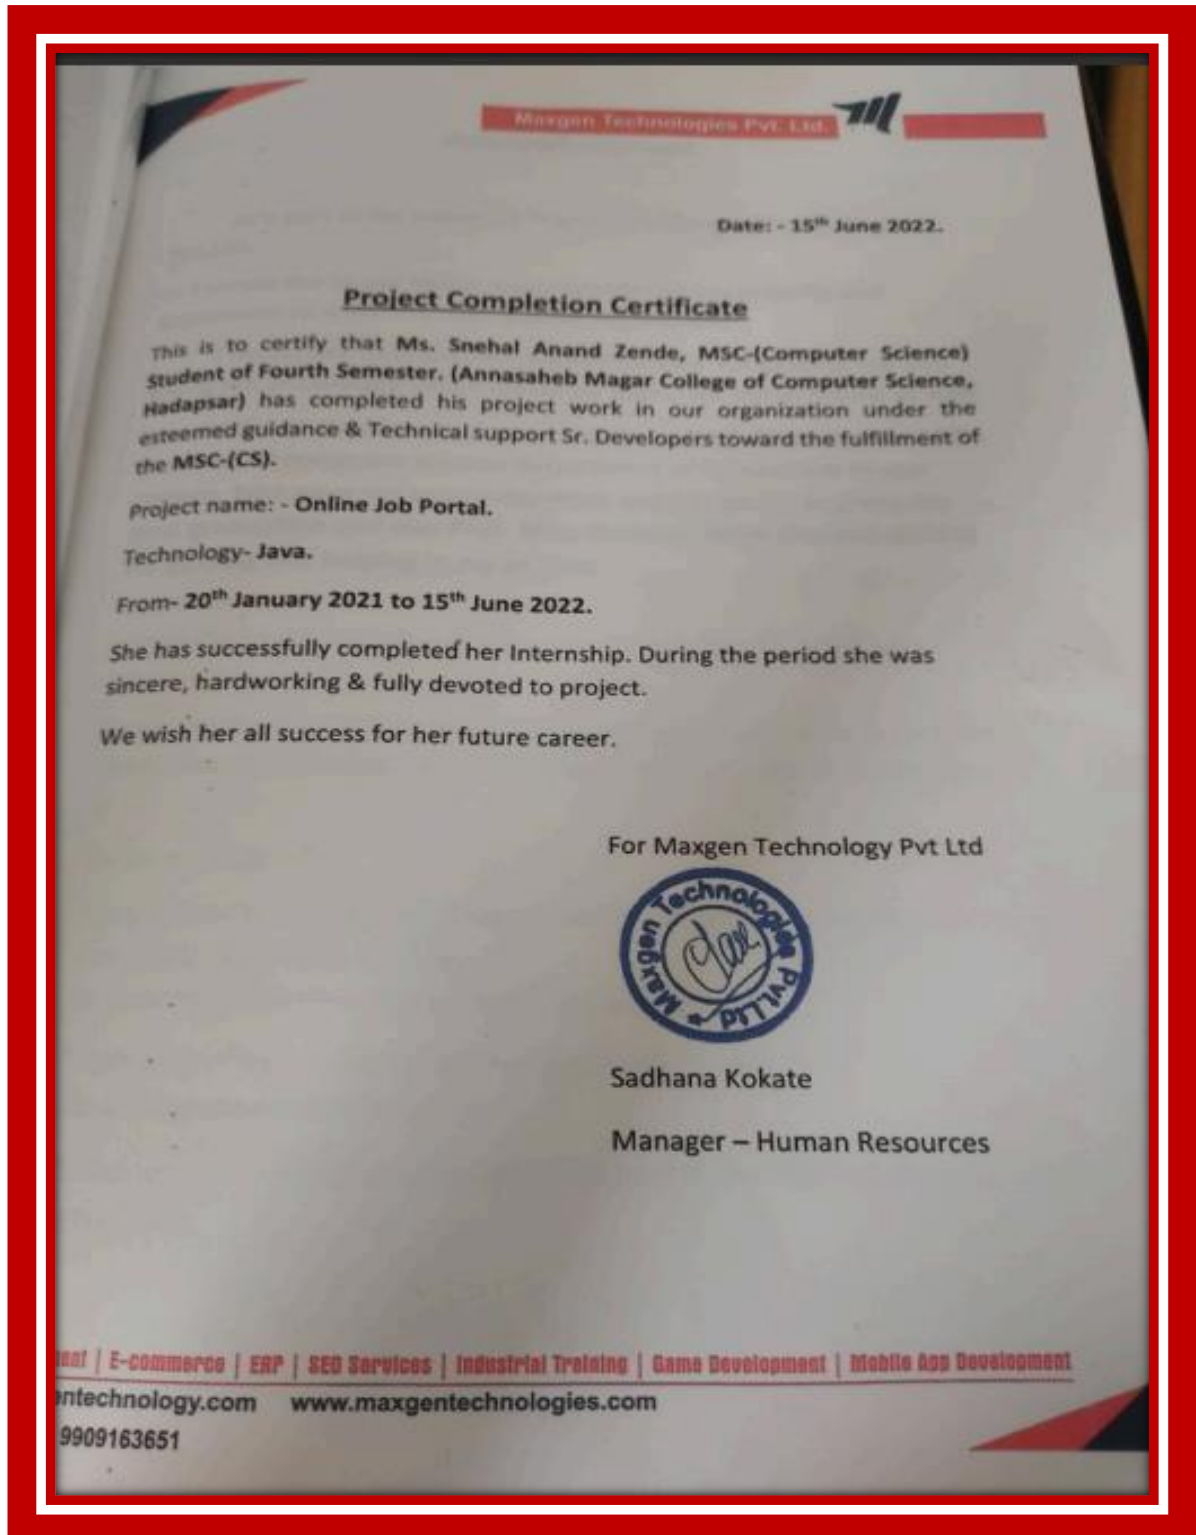 Maxgen Technologies Pvt. Ltd.
Date: - 15th June 2022.
Project Completion Certificate
This is to certify that Ms. Snehal Anand Zende, MSC-(Computer Science)
Student of Fourth Semester. (Annasaheb Magar College of Computer Science,
Hadapsar) has completed his project work in our organization under the
esteemed guidance & Technical support Sr. Developers toward the fulfillment of
the MSC-(CS).
Project name: - Online Job Portal.
Technology- Java.
From- 20th January 2021 to 15th June 2022.
She has successfully completed her Internship. During the period she was
sincere, hardworking & fully devoted to project.
We wish her all success for her future career.
For Maxgen Technology Pvt Ltd
Maxgen Technologies Pvt.Ltd
Sadhana Kokate
Manager – Human Resources
| E-commerce | ERP | SEO Services | Industrial Training | Game Development | Mobile App Development
entechnology.com www.maxgentechnologies.com
9909163651